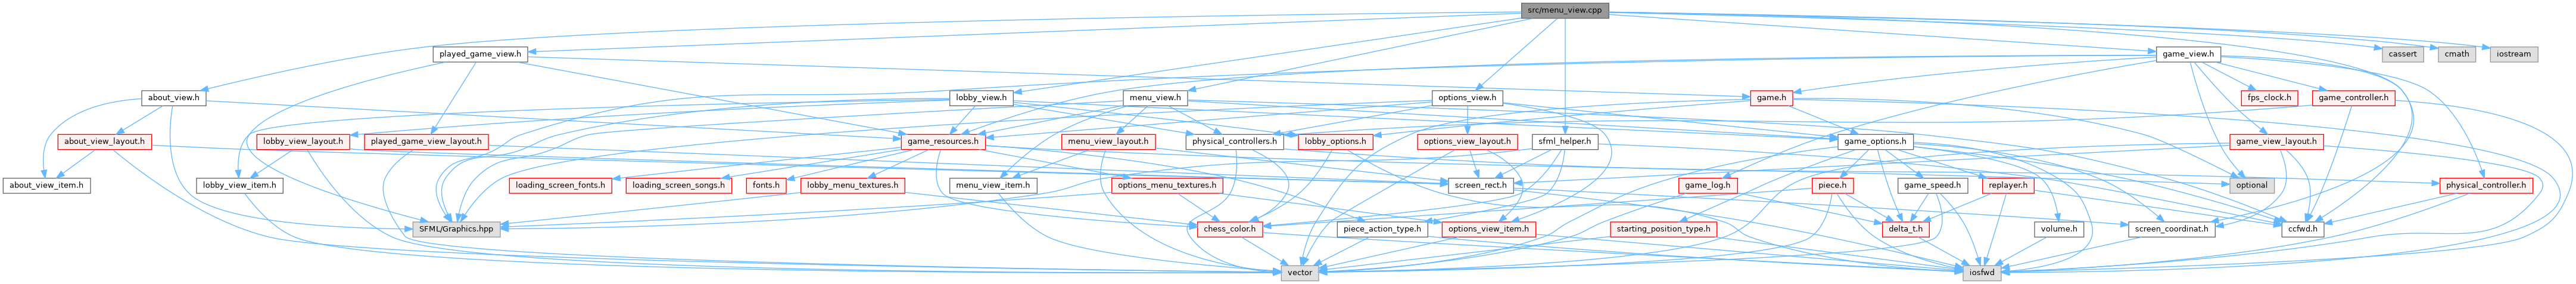 src/menu_view.cpp
played_game_view.h
game_view.h
cassert
cmath
iostream
about_view.h
lobby_view.h
menu_view.h
options_view.h
game.h
fps_clock.h
game_controller.h
about_view_layout.h
lobby_view_layout.h
played_game_view_layout.h
game_resources.h
menu_view_layout.h
physical_controllers.h
lobby_options.h
options_view_layout.h
sfml_helper.h
game_options.h
game_view_layout.h
about_view_item.h
lobby_view_item.h
loading_screen_fonts.h
loading_screen_songs.h
fonts.h
lobby_menu_textures.h
options_menu_textures.h
menu_view_item.h
screen_rect.h
game_log.h
piece.h
game_speed.h
replayer.h
optional
physical_controller.h
SFML/Graphics.hpp
chess_color.h
piece_action_type.h
options_view_item.h
starting_position_type.h
delta_t.h
volume.h
screen_coordinat.h
ccfwd.h
vector
iosfwd